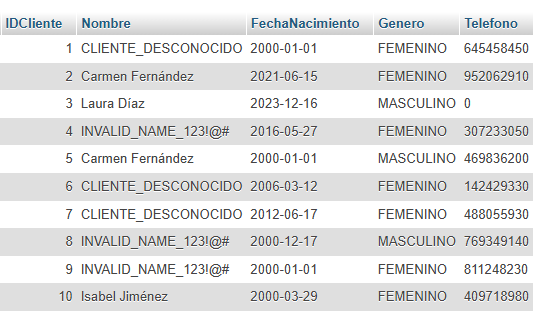 IDCliente Nombre FechaNacimiento Genero Telefono
1 CLIENTE_DESCONOCIDO 2000-01-01 FEMENINO 645458450
2 Carmen Fernández 2021-06-15 FEMENINO 952062910
3 Laura Díaz 2023-12-16 MASCULINO 0
4 INVALID_NAME_123!@# 2016-05-27 FEMENINO 307233050
5 Carmen Fernández 2000-01-01 MASCULINO 469836200
6 CLIENTE_DESCONOCIDO 2006-03-12 FEMENINO 142429330
7 CLIENTE_DESCONOCIDO 2012-06-17 FEMENINO 488055930
8 INVALID_NAME_123!@# 2000-12-17 MASCULINO 769349140
9 INVALID_NAME_123!@# 2000-01-01 FEMENINO 811248230
10 Isabel Jiménez 2000-03-29 FEMENINO 409718980